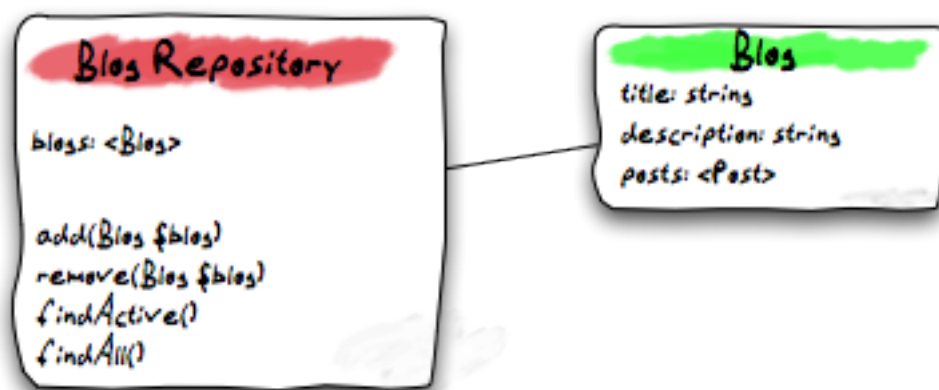 Blog Repository
blogs: <Blog>
add(Blog $blog)
remove(Blog $blog)
findActive()
findAll()
Blog
title: string
description: string
posts: <Post>